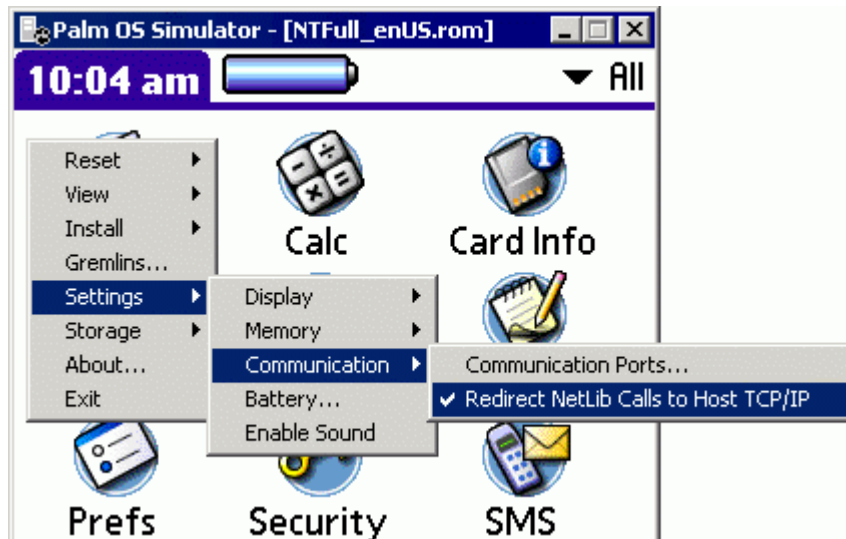 Palm OS Simulator - [NTFull_enUS.rom]
10:04 am
All
Reset
View
Install
Gremlins...
Settings
Storage
About...
Exit
Calc
Card Info
Display
Memory
Communication
Battery...
Enable Sound
Communication Ports...
Redirect NetLib Calls to Host TCP/IP
Prefs
Security
SMS